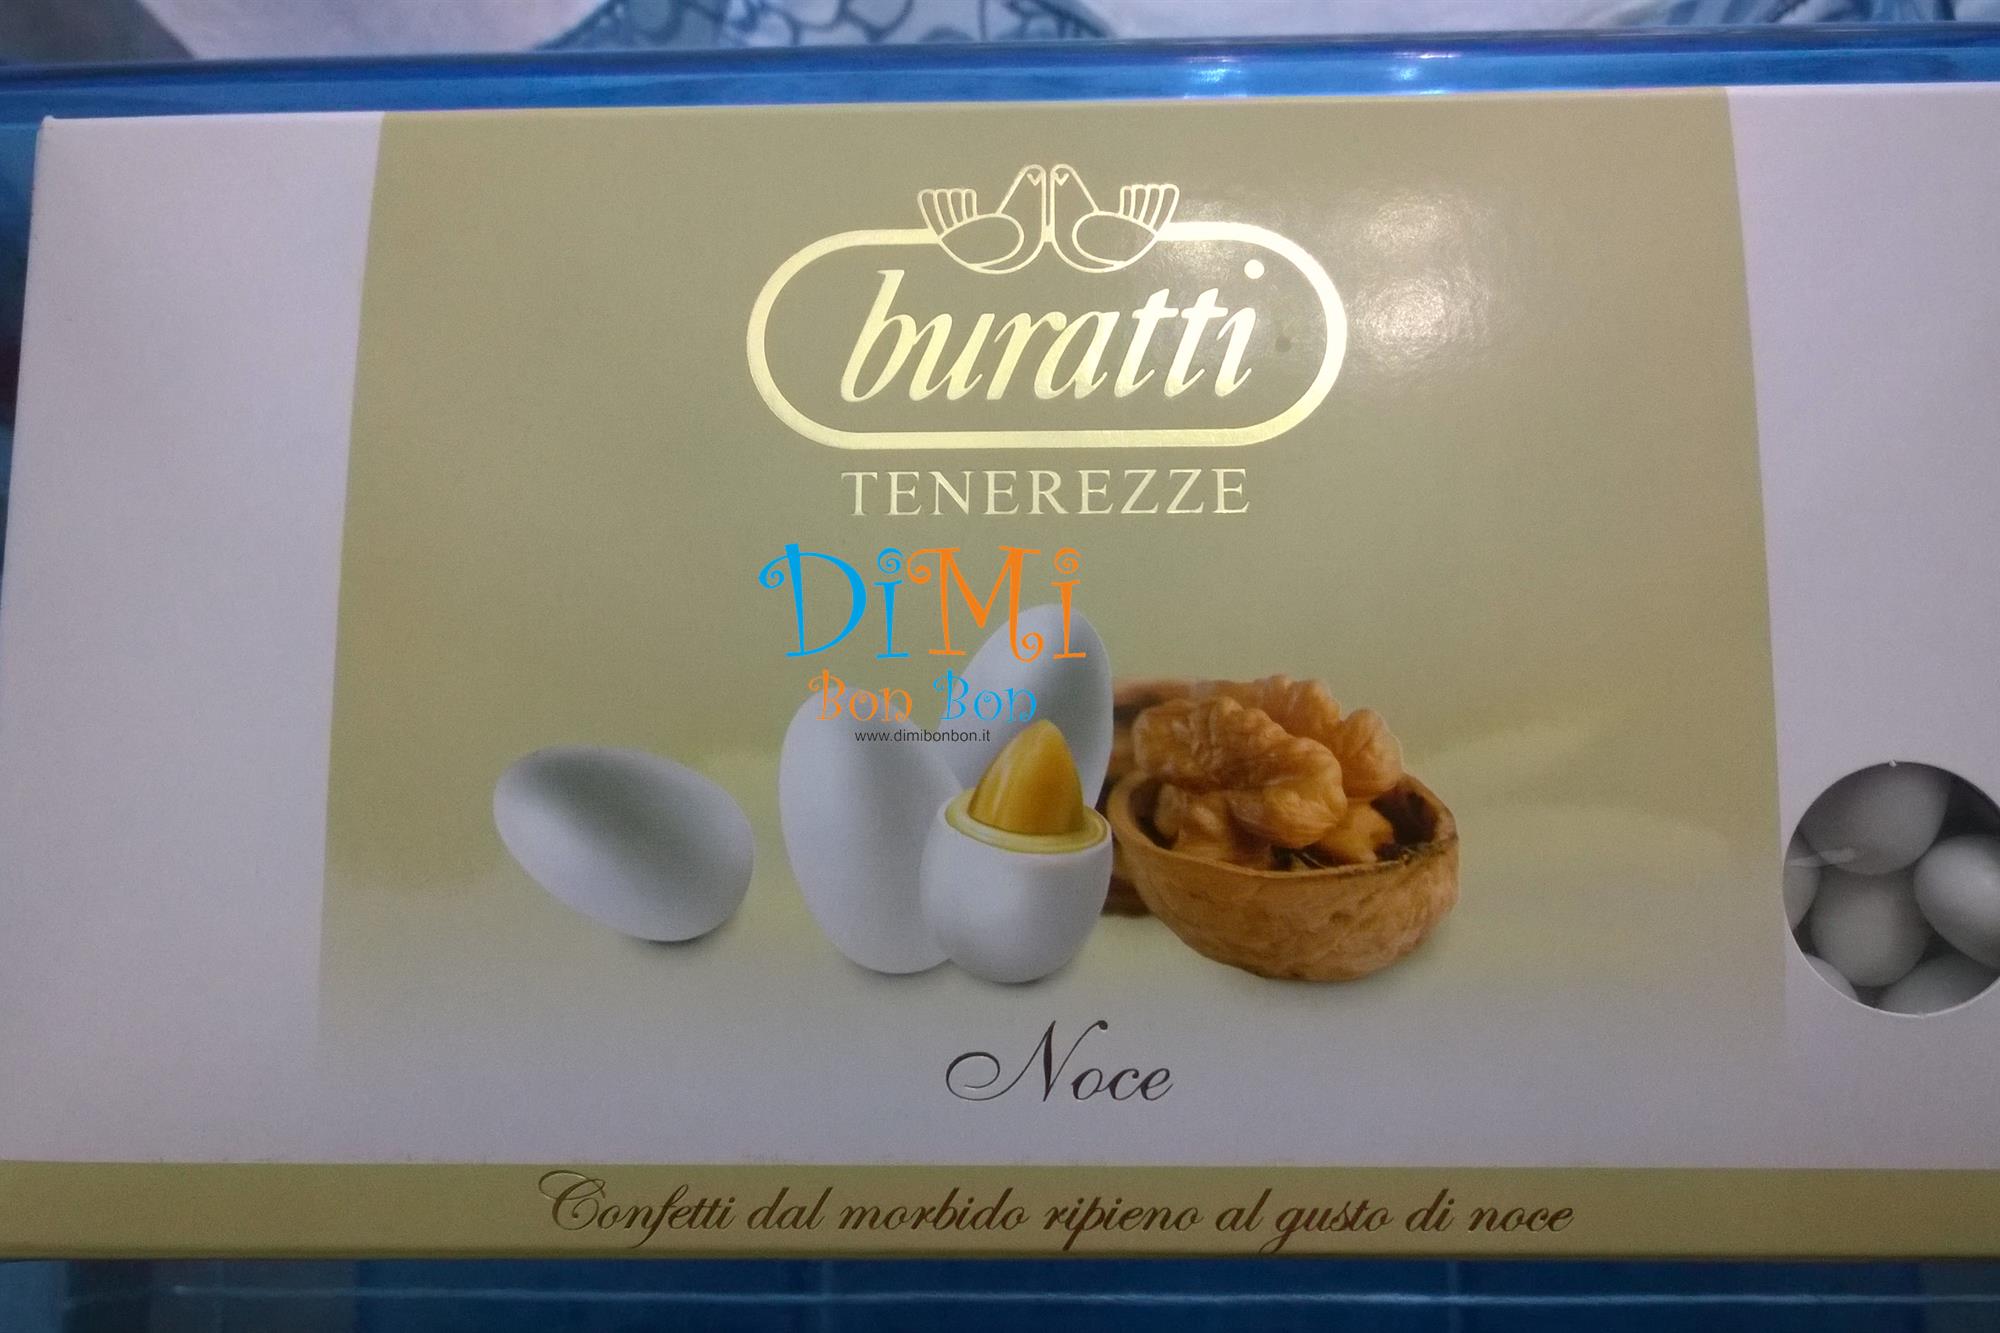 buratti
TENEREZZE
DiMi
Bon Bon
www.dimibonbon.it
Noce
Confetti dal morbido ripieno al gusto di noce